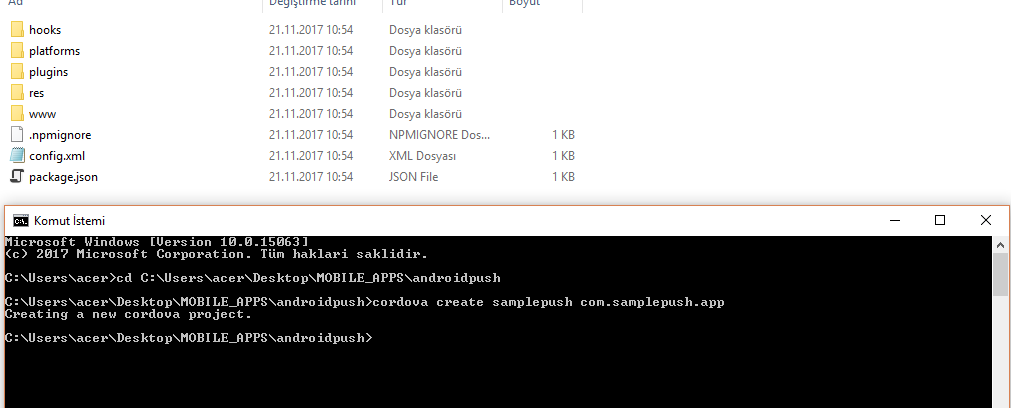 Ad Değiştirme tarihi Tür Boyut
hooks 21.11.2017 10:54 Dosya klasörü
platforms 21.11.2017 10:54 Dosya klasörü
plugins 21.11.2017 10:54 Dosya klasörü
res 21.11.2017 10:54 Dosya klasörü
www 21.11.2017 10:54 Dosya klasörü
.npmignore 21.11.2017 10:54 NPMIGNORE Dos... 1 KB
config.xml 21.11.2017 10:54 XML Dosyası 1 KB
package.json 21.11.2017 10:54 JSON File 1 KB
Komut İstemi
Microsoft Windows [Version 10.0.15063]
(c) 2017 Microsoft Corporation. Tüm haklari saklidir.
C:\Users\acer>cd C:\Users\acer\Desktop\MOBILE_APPS\androidpush
C:\Users\acer\Desktop\MOBILE_APPS\androidpush>cordova create samplepush com.samplepush.app
Creating a new cordova project.
C:\Users\acer\Desktop\MOBILE_APPS\androidpush>